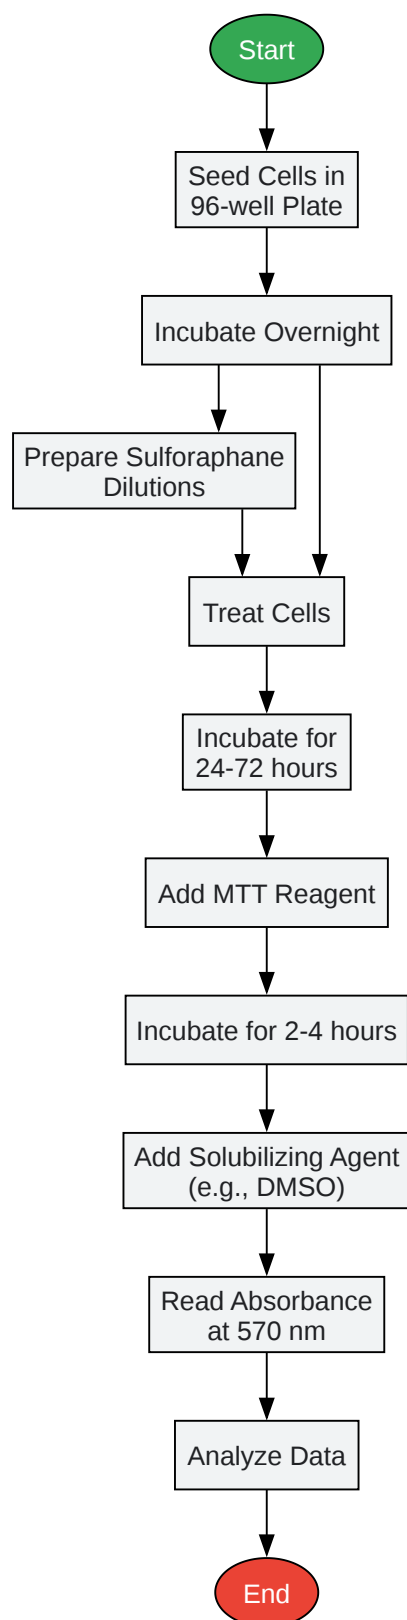 Start
Seed Cells in
96-well Plate
Incubate Overnight
Prepare Sulforaphane
Dilutions
Treat Cells
Incubate for
24-72 hours
Add MTT Reagent
Incubate for 2-4 hours
Add Solubilizing Agent
(e.g., DMSO)
Read Absorbance
at 570 nm
Analyze Data
End